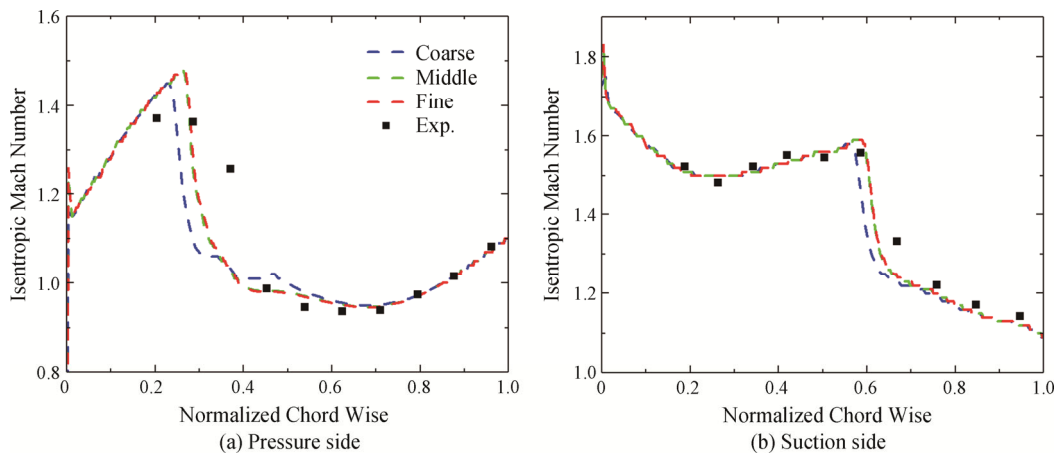 1.6
1.4
1.2
1.0
0.8
Isentropic Mach Number
Coarse
Middle
Fine
Exp.
0 0.2 0.4 0.6 0.8 1.0
Normalized Chord Wise
(a) Pressure side
1.8
1.6
1.4
1.2
1.0
Isentropic Mach Number
0 0.2 0.4 0.6 0.8 1.0
Normalized Chord Wise
(b) Suction side